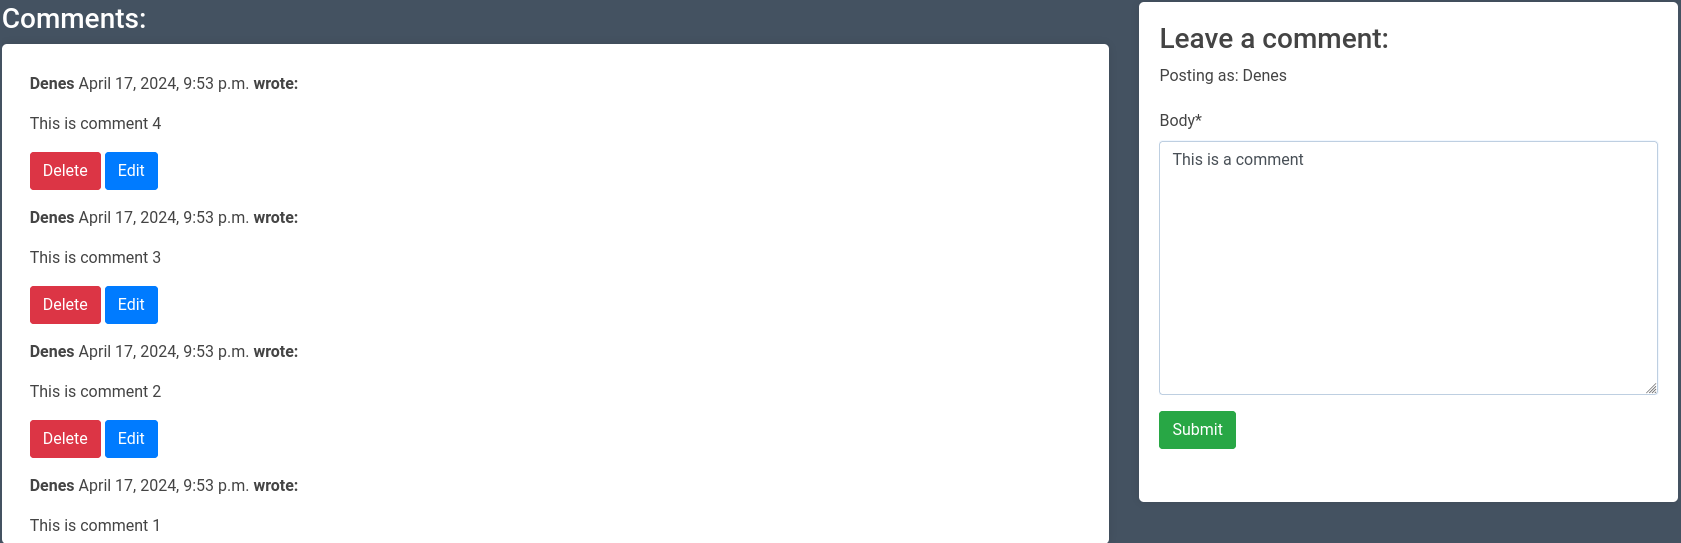 Comments:
Denes April 17, 2024, 9:53 p.m. wrote:
This is comment 4
Delete Edit
Denes April 17, 2024, 9:53 p.m. wrote:
This is comment 3
Delete Edit
Denes April 17, 2024, 9:53 p.m. wrote:
This is comment 2
Delete Edit
Denes April 17, 2024, 9:53 p.m. wrote:
This is comment 1
Leave a comment:
Posting as: Denes
Body*
This is a comment
Submit